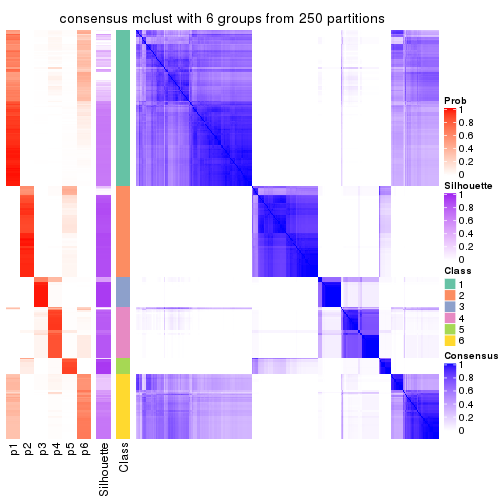 consensus mclust with 6 groups from 250 partitions
Prob
1
0.8
0.6
0.4
0.2
0
Silhouette
1
0.8
0.6
0.4
0.2
0
Class
1
2
3
4
5
6
Consensus
1
0.8
0.6
0.4
0.2
0
p1
p2
p3
p4
p5
p6
Silhouette
Class